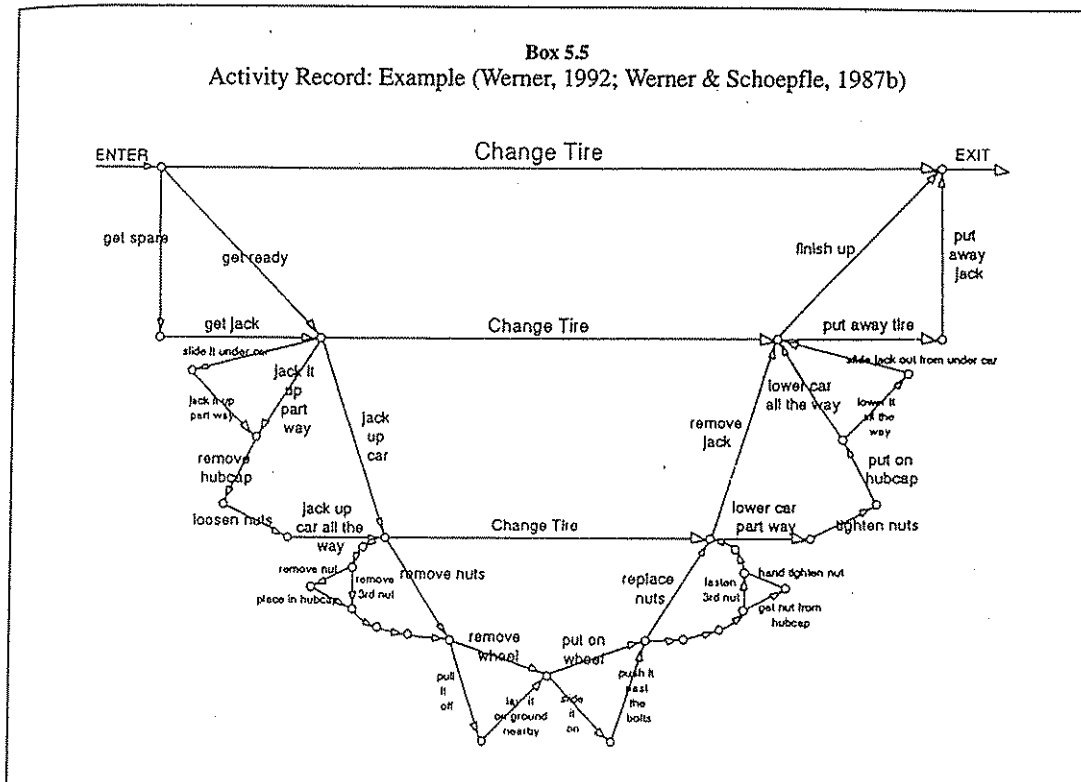 Box 5.5
Activity Record: Example (Werner, 1992; Werner & Schoepfle, 1987b)
ENTER
Change Tire
EXIT
get spare
get ready
finish up
put
away
jack
get jack
Change Tire
put away tire
slide it under car
slide jack out from under car
jack it up
part way
jack it
up
part
way
lower car
all the way
lower it
all the
way
jack
up
car
remove
jack
remove
hubcap
put on
hubcap
loosen nuts
jack up
car all the
way
Change Tire
lower car
part way
tighten nuts
remove nut
remove
3rd nut
remove nuts
place in hubcap
replace
nuts
fasten
3rd nut
hand tighten nut
get nut from
hubcap
remove
wheel
put on
wheel
pull
it
off
lay it
on ground
nearby
slide
it
on
push it
past
the
bolts